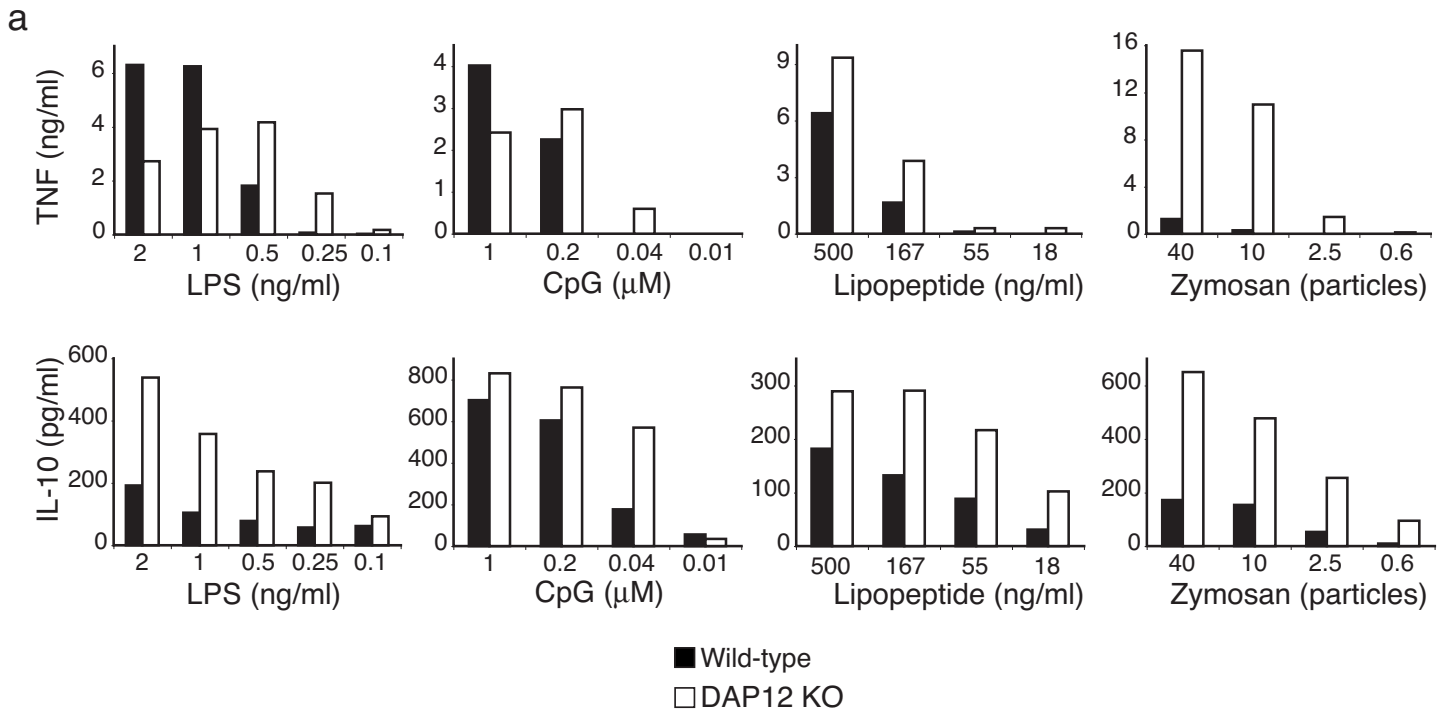 a
TNF (ng/ml)
6
4
2
0
2 1 0.5 0.25 0.1
LPS (ng/ml)
4
3
2
1
0
1 0.2 0.04 0.01
CpG (μM)
9
6
3
0
500 167 55 18
Lipopeptide (ng/ml)
16
12
8
4
0
40 10 2.5 0.6
Zymosan (particles)
IL-10 (pg/ml)
600
400
200
0
2 1 0.5 0.25 0.1
LPS (ng/ml)
800
600
400
200
0
1 0.2 0.04 0.01
CpG (μM)
300
200
100
0
500 167 55 18
Lipopeptide (ng/ml)
600
400
200
0
40 10 2.5 0.6
Zymosan (particles)
Wild-type
DAP12 KO